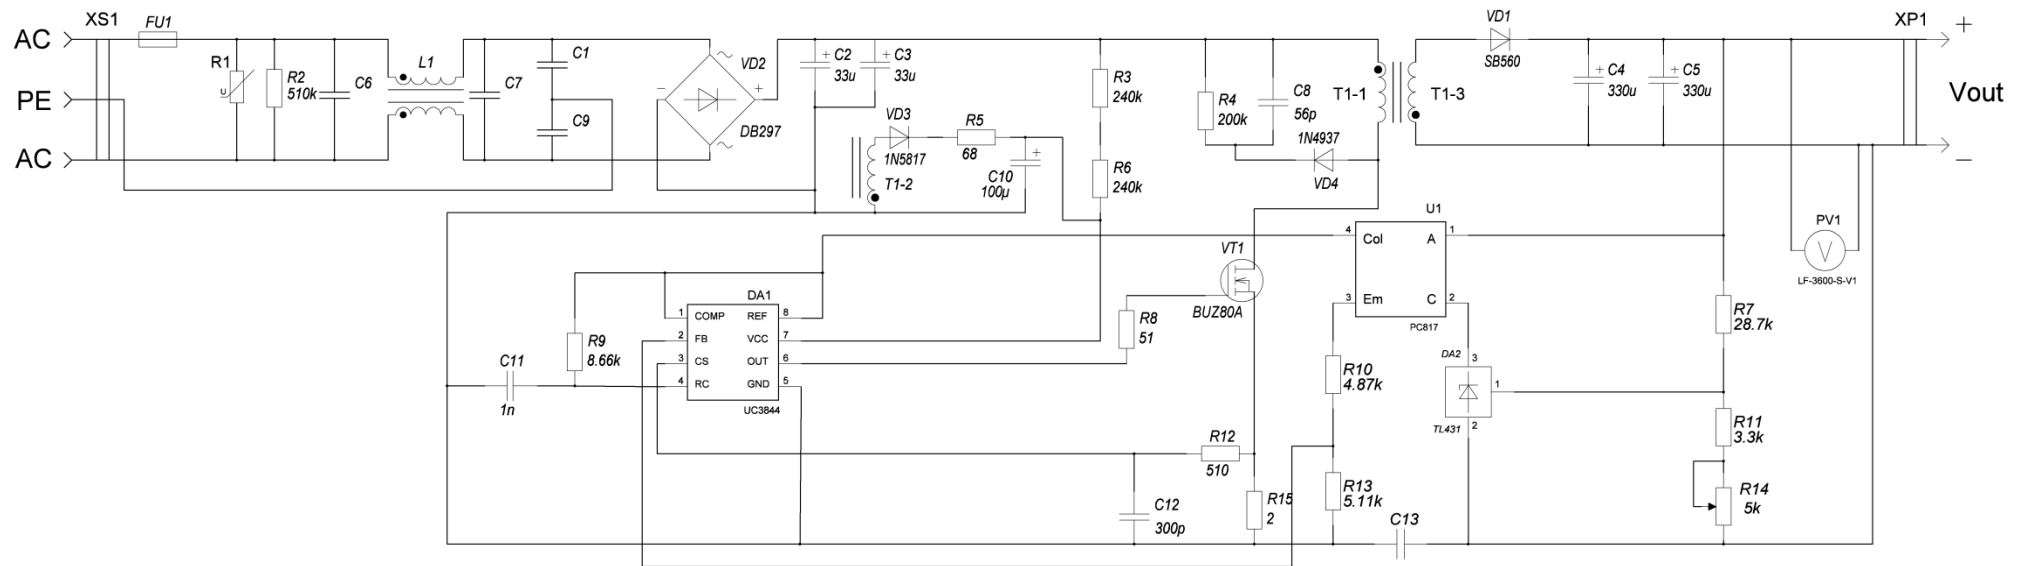 XS1
FU1
AC
PE
AC
R1
U
R2
510k
C6
L1
C7
C1
C9
VD2
DB297
C2
33u
C3
33u
VD3
1N5817
T1-2
R5
68
C10
100µ
R3
240k
R6
240k
R4
200k
C8
56p
1N4937
VD4
T1-1
T1-3
VD1
SB560
C4
330u
C5
330u
XP1
+
Vout
–
PV1
V
LF-3600-S-V1
U1
4
Col
A
1
3
Em
C
2
PC817
VT1
BUZ80A
DA1
1
COMP
REF
8
2
FB
VCC
7
3
CS
OUT
6
4
RC
GND
5
UC3844
R9
8.66k
C11
1n
R8
51
R10
4.87k
DA2
3
1
TL431
2
R7
28.7k
R11
3.3k
R14
5k
R12
510
C12
300p
R15
2
R13
5.11k
C13